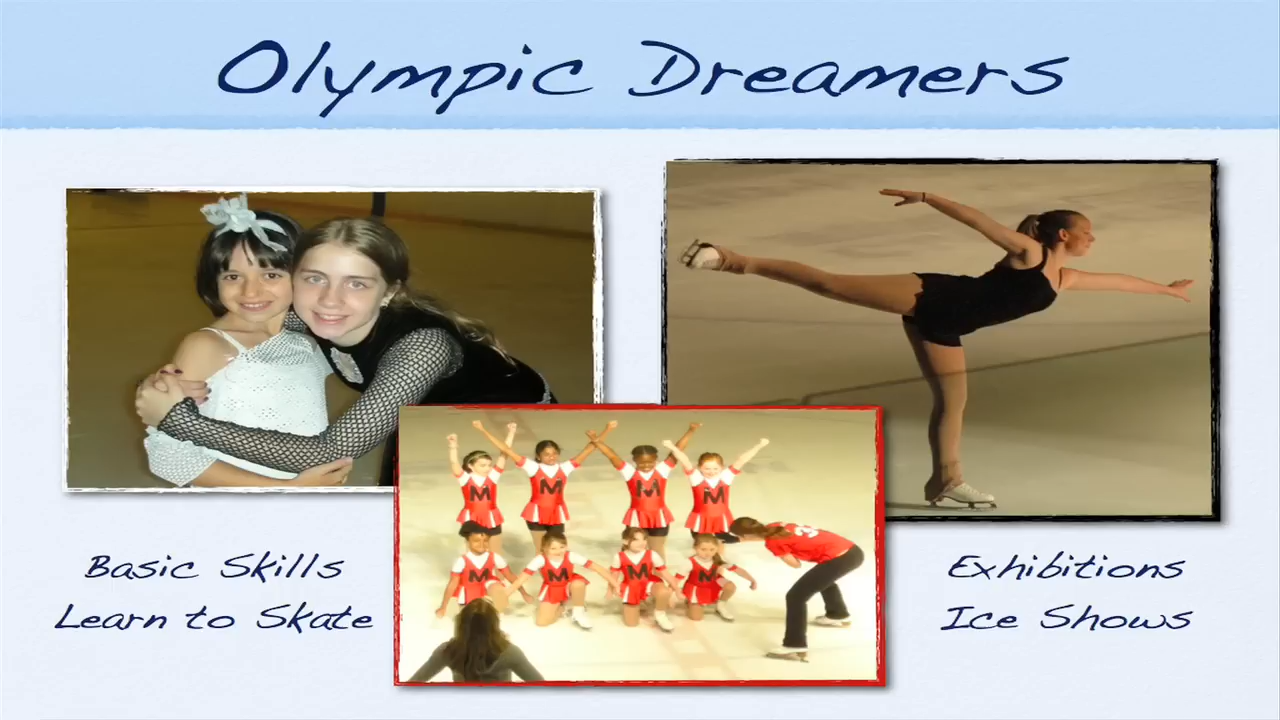 Olympic Dreamers
M M M M
M M M M
Basic Skills
Learn to Skate
Exhibitions
Ice Shows